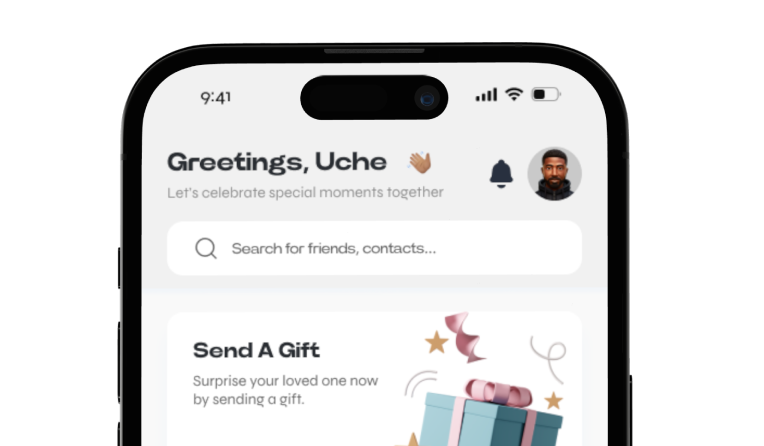 9:41
Greetings, Uche 👋🏽
Let's celebrate special moments together
Search for friends, contacts...
Send A Gift
Surprise your loved one now
by sending a gift.